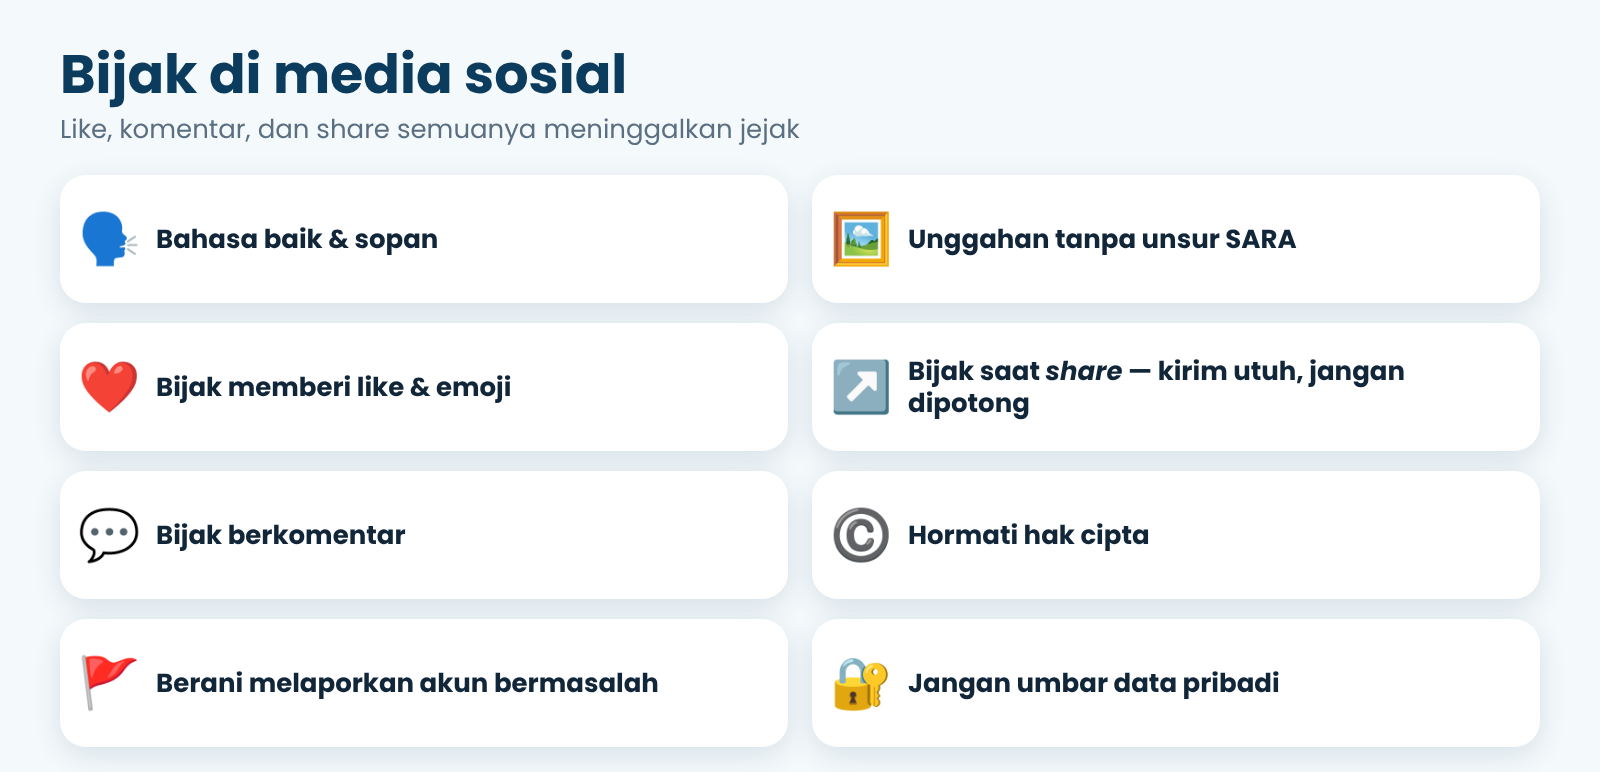 Bijak di media sosial
Like, komentar, dan share semuanya meninggalkan jejak
Bahasa baik & sopan
Unggahan tanpa unsur SARA
Bijak memberi like & emoji
Bijak saat share — kirim utuh, jangan
dipotong
Bijak berkomentar
Hormati hak cipta
Berani melaporkan akun bermasalah
Jangan umbar data pribadi